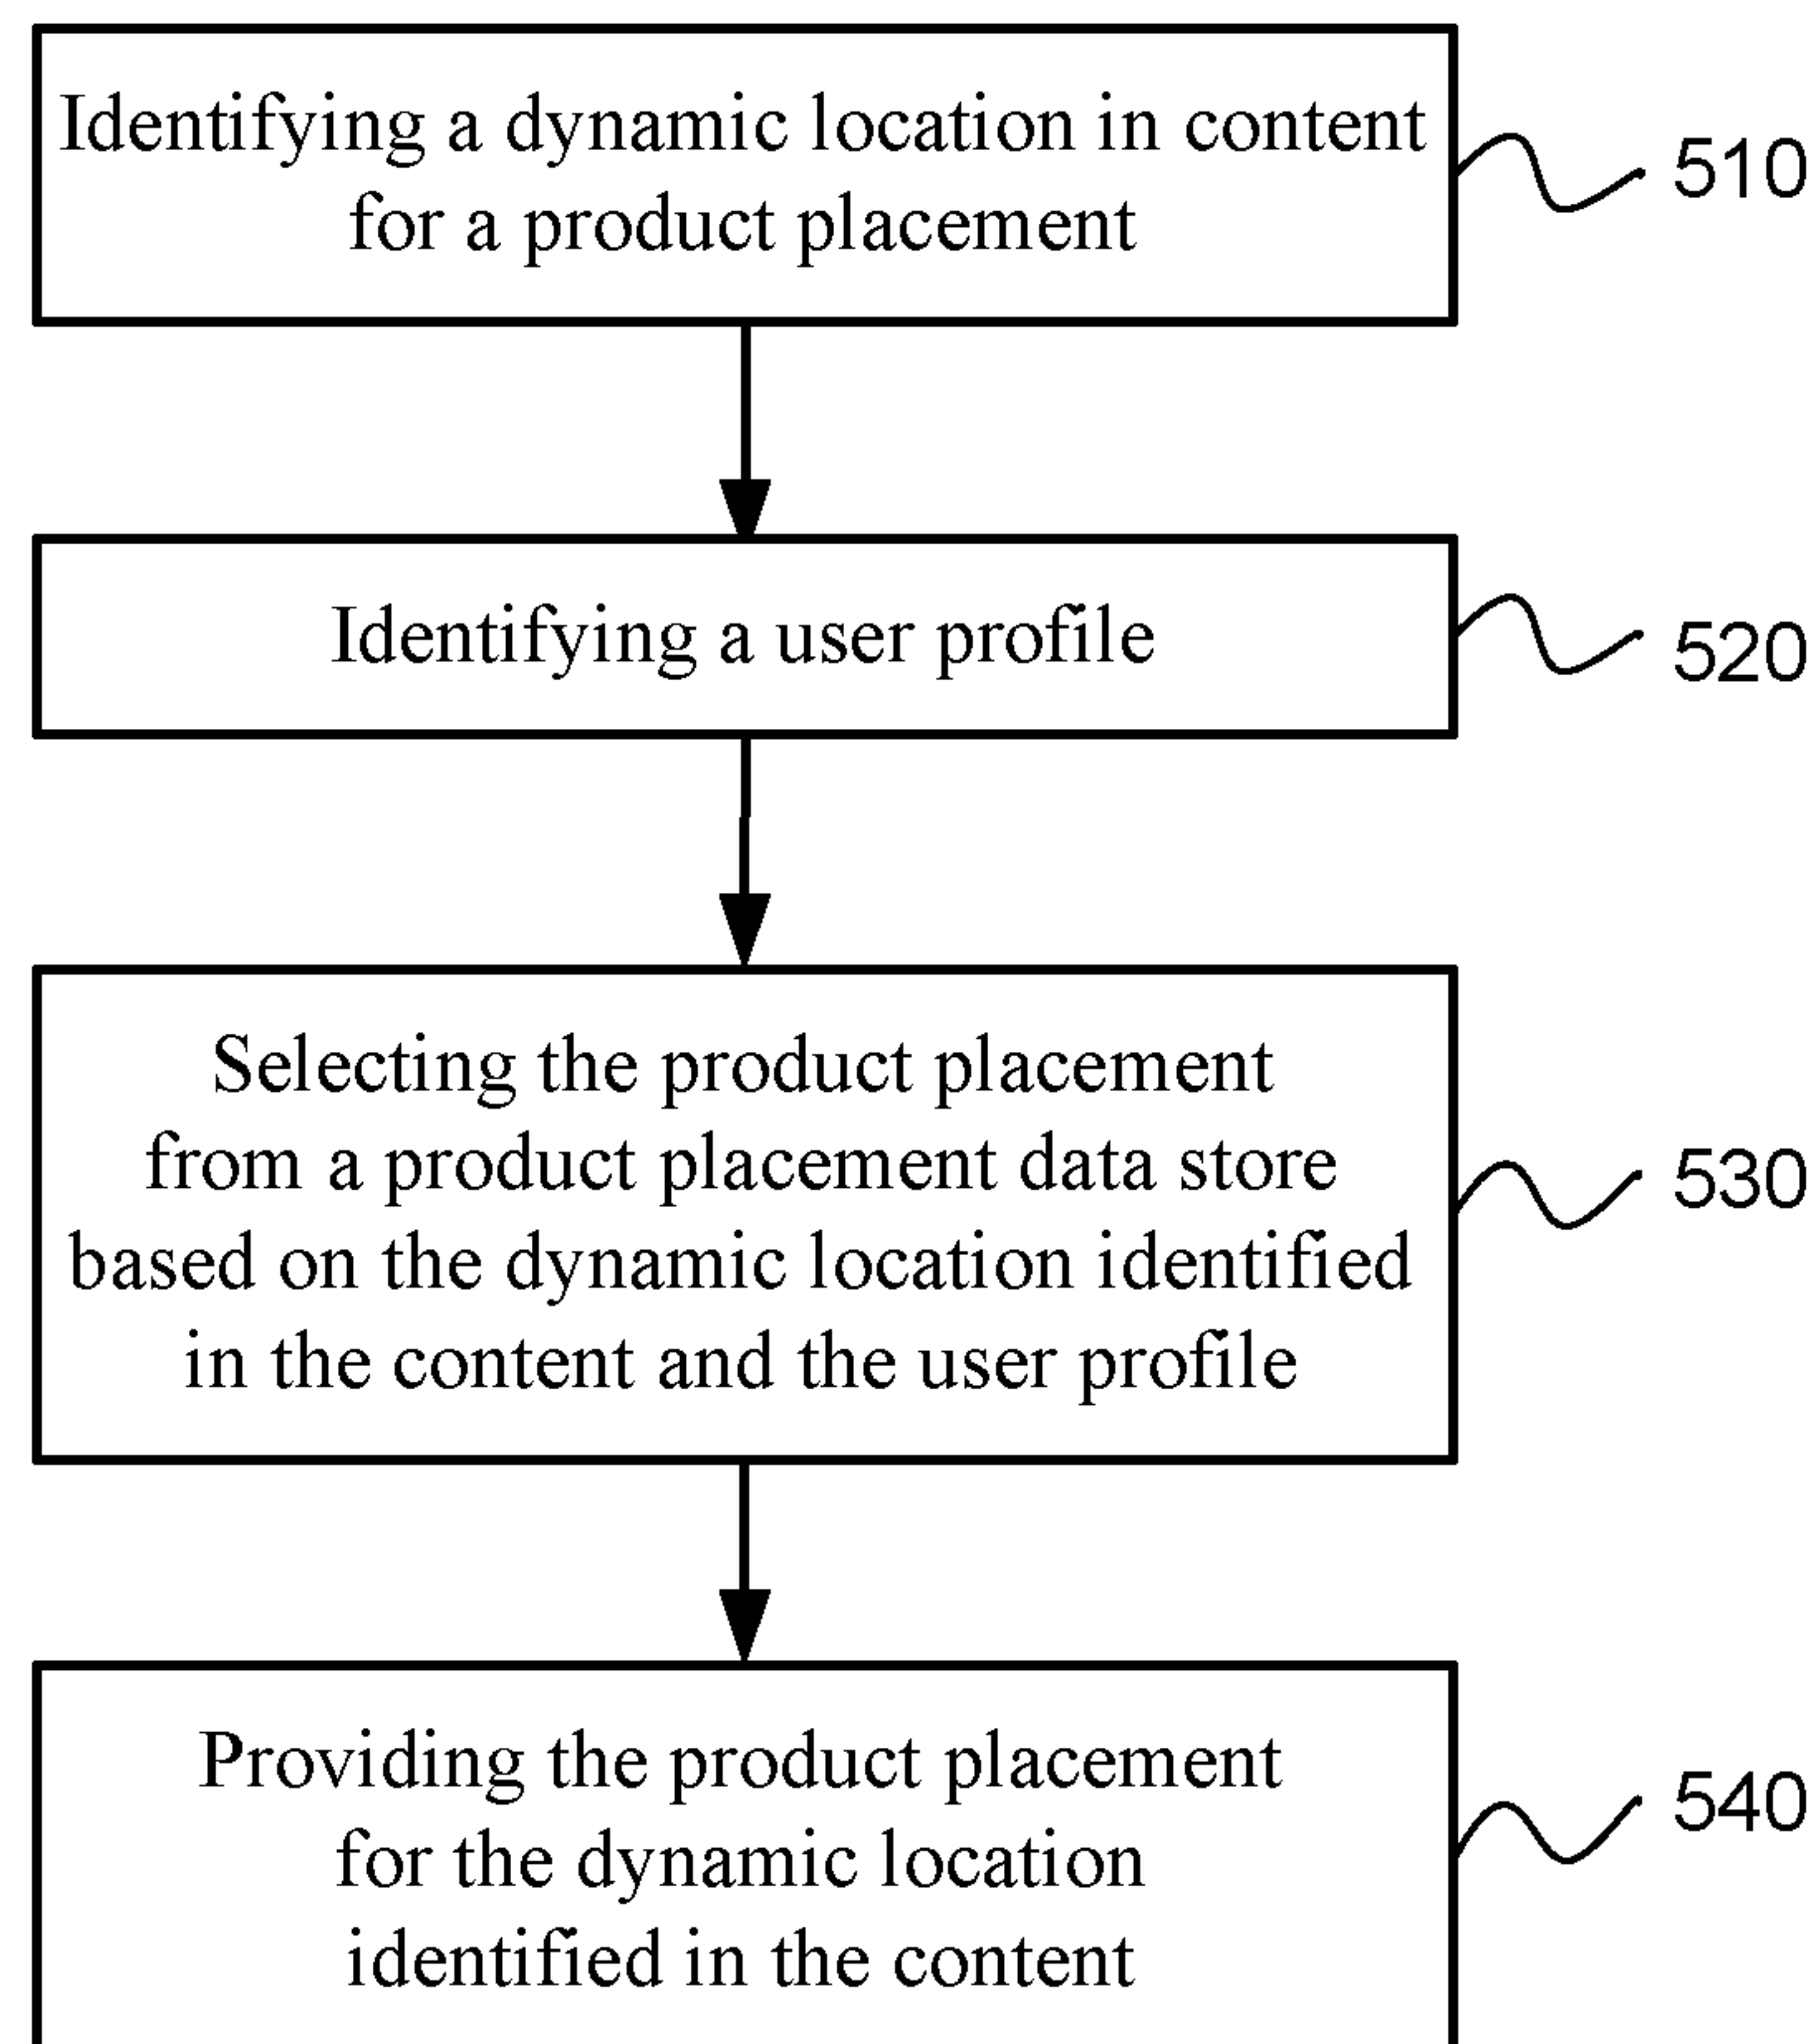 Identifying a dynamic location in content
for a product placement
510
Identifying a user profile
520
Selecting the product placement
from a product placement data store
based on the dynamic location identified
in the content and the user profile
530
Providing the product placement
for the dynamic location
identified in the content
540